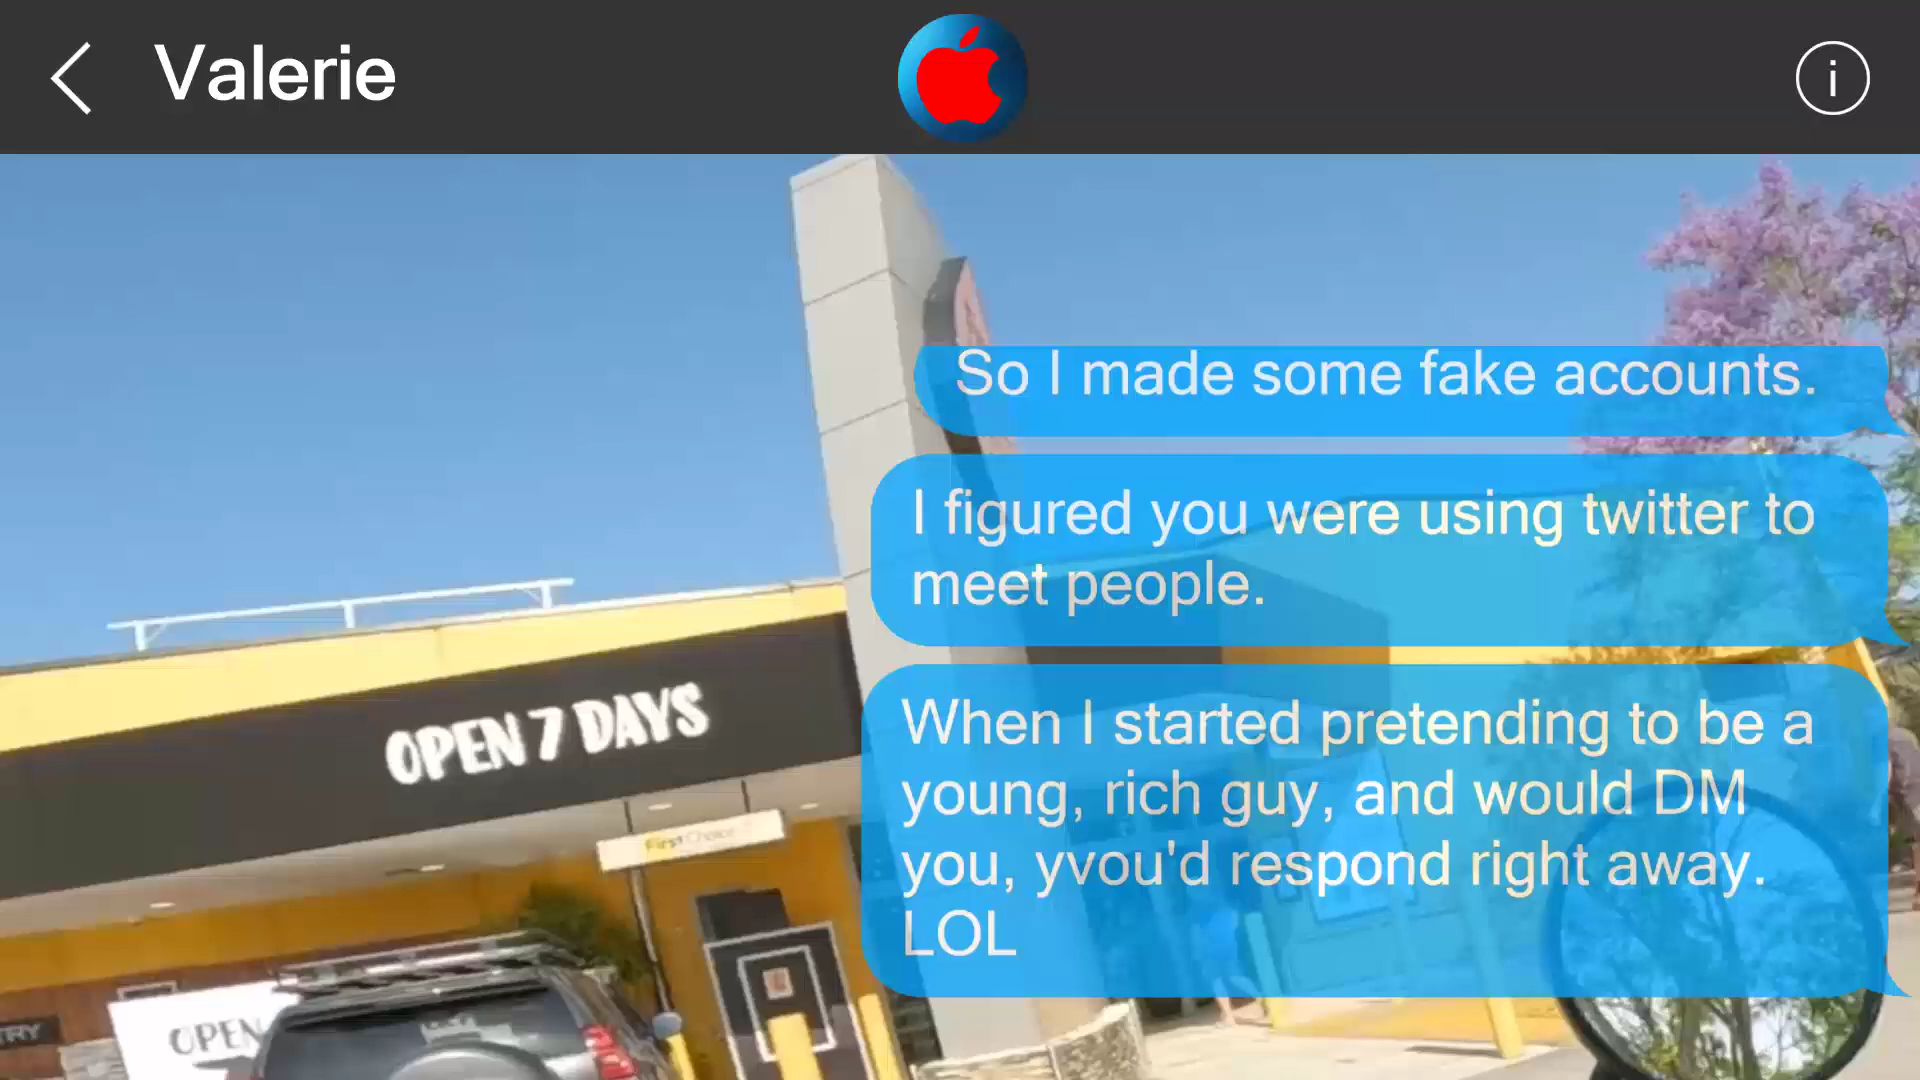 Valerie
So I made some fake accounts.
I figured you were using twitter to
meet people.
When I started pretending to be a
young, rich guy, and would DM
you, yvou'd respond right away.
LOL
OPEN 7 DAYS
First Choice
OPEN
TRY